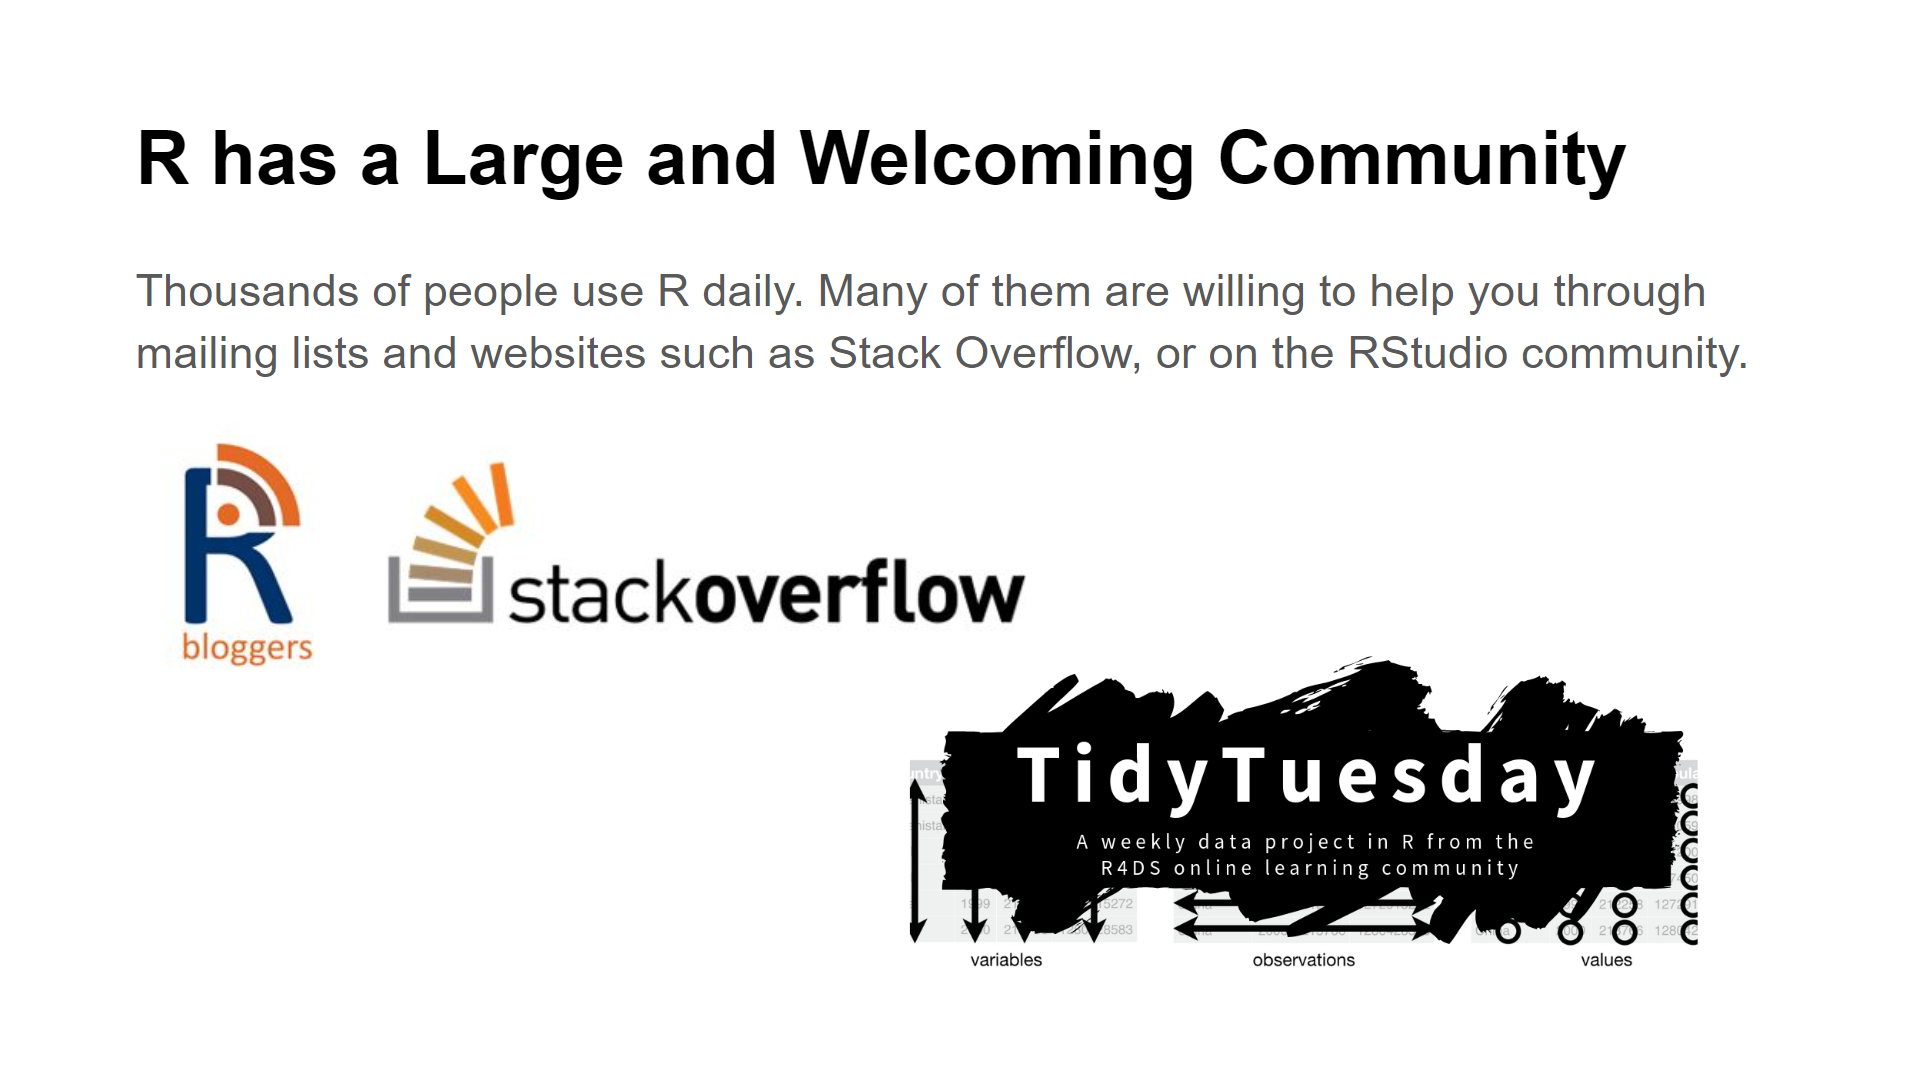 R has a Large and Welcoming Community
Thousands of people use R daily. Many of them are willing to help you through
mailing lists and websites such as Stack Overflow, or on the RStudio community.
R
bloggers
stackoverflow
TidyTuesday
A weekly data project in R from the
R4DS online learning community
variables
observations
values